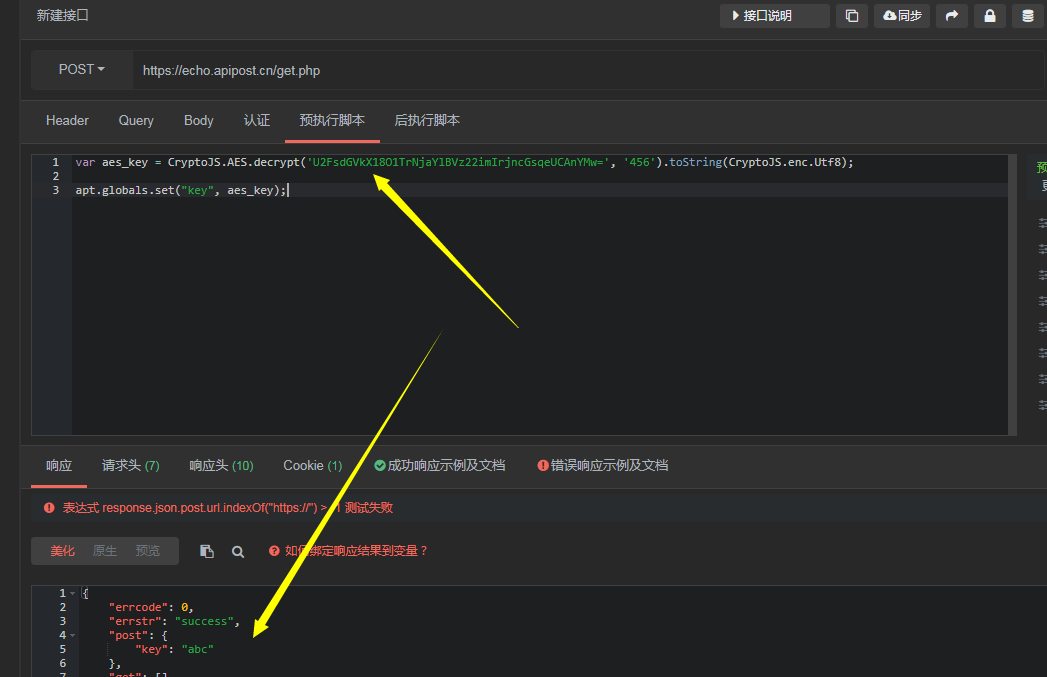 新建接口
接口说明
同步
POST
https://echo.apipost.cn/get.php
Header Query Body 认证 预执行脚本 后执行脚本
1 var aes_key = CryptoJS.AES.decrypt('U2FsdGVkX18O1TrNjaYlBVz22imIrjncGsqeUCAnYMw=', '456').toString(CryptoJS.enc.Utf8);
2
3 apt.globals.set("key", aes_key);
响应 请求头 (7) 响应头 (10) Cookie (1) 成功响应示例及文档 错误响应示例及文档
表达式 response.json.post.url.indexOf("https://") > 测试失败
美化 原生 预览 如何绑定响应结果到变量？
1 {
2 "errcode": 0,
3 "errstr": "success",
4 "post": {
5 "key": "abc"
6 },
7